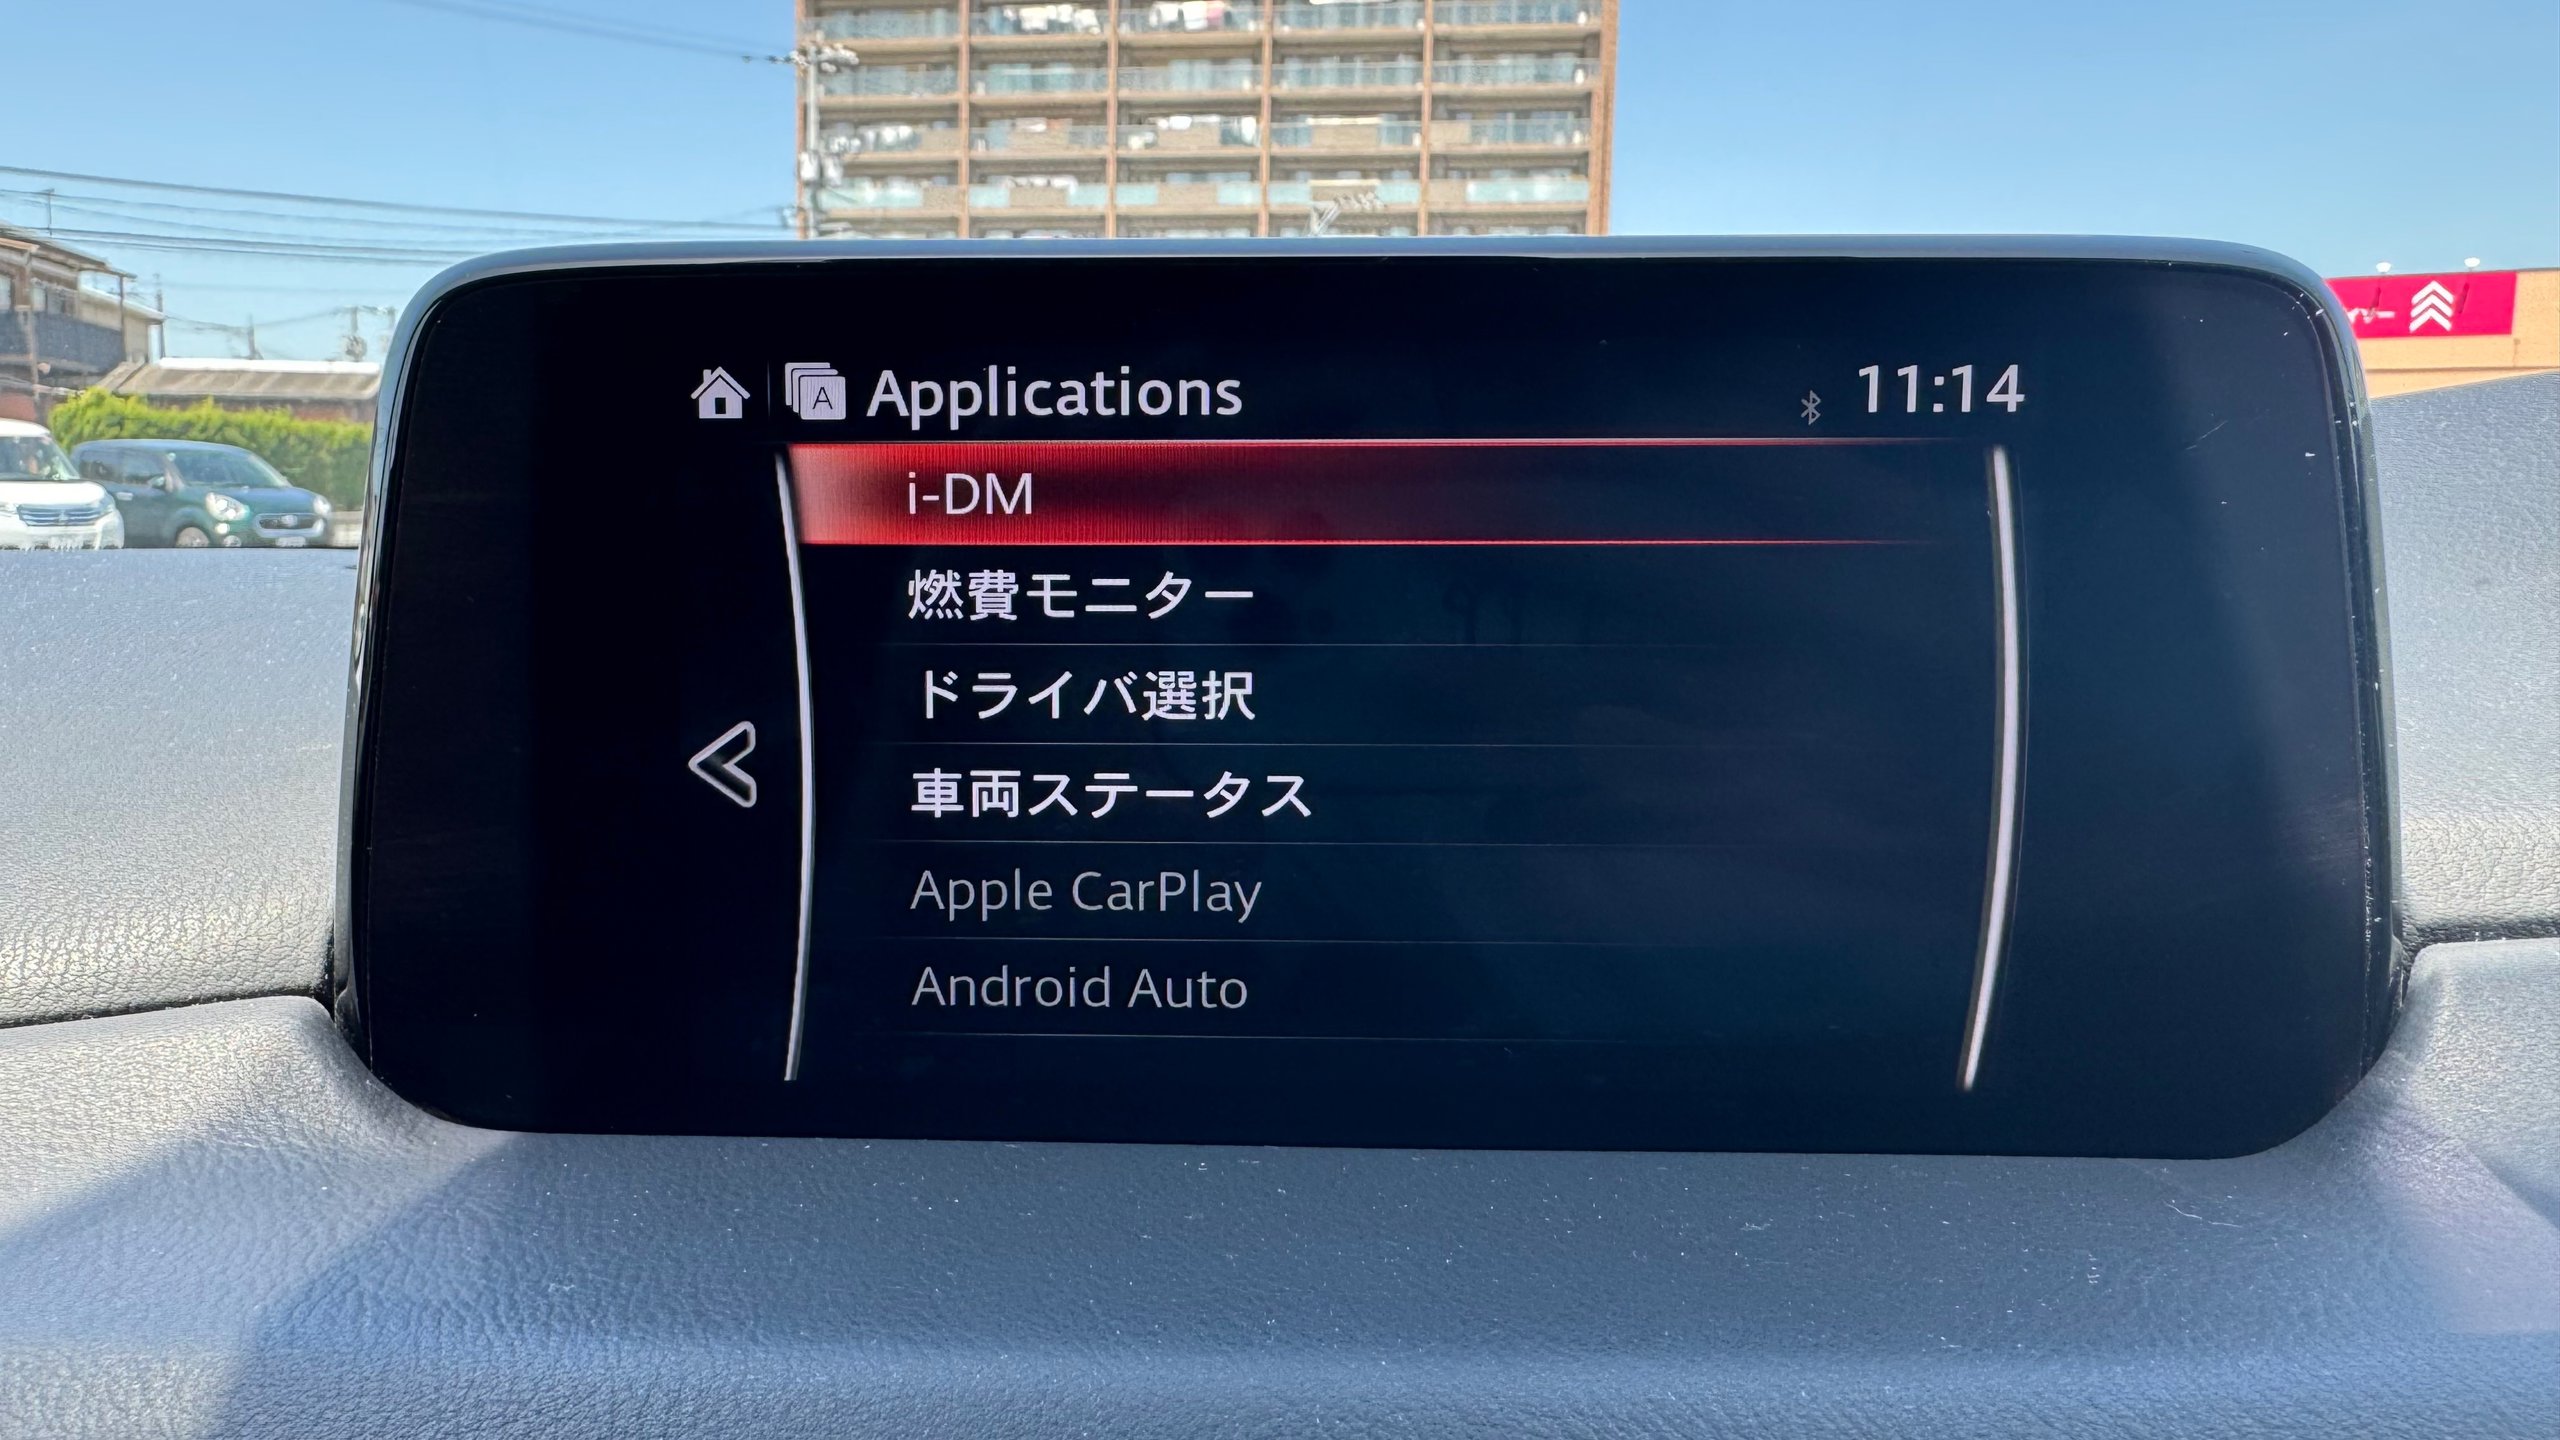 Applications
11:14
i-DM
燃費モニター
ドライバ選択
車両ステータス
Apple CarPlay
Android Auto